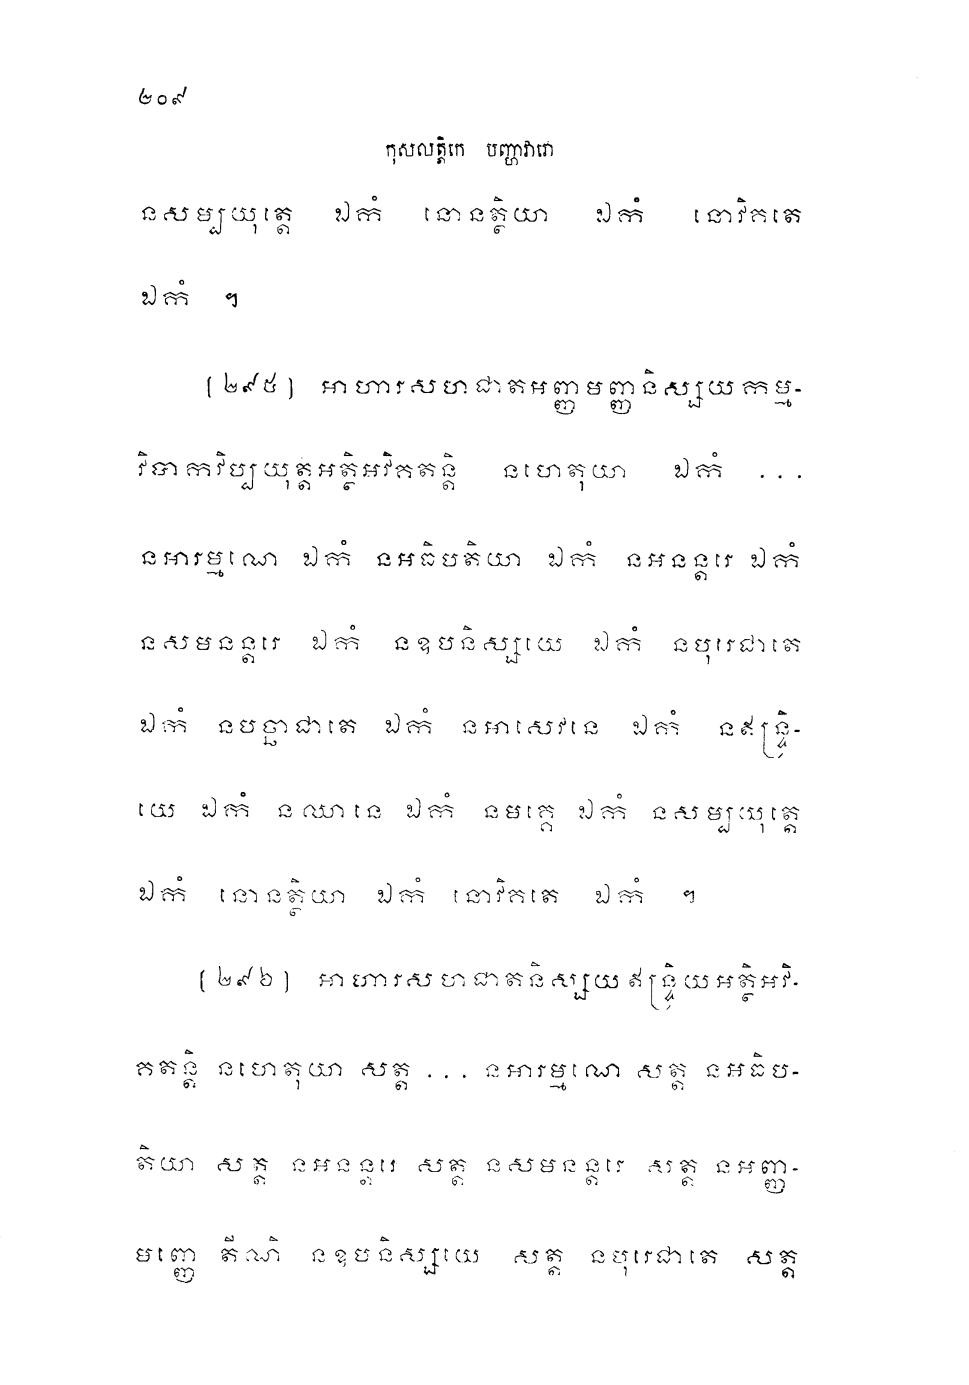 ២០៩
កុសលត្តិកេ បញ្ហាវារោ
នសម្បយុត្តេ ឯកំ នោនត្ថិយា ឯកំ នោវិគតេ
ឯកំ ។
(២៩៥) អាហារសហជាតអញ្ញមញ្ញនិស្សយកម្ម-
វិបាកវិប្បយុត្តអត្ថិអវិគតន្តិ នហេតុយា ឯកំ ...
នអារម្មណេ ឯកំ នអធិបតិយា ឯកំ នអនន្តរេ ឯកំ
នសមនន្តរេ ឯកំ នឧបនិស្សយេ ឯកំ នបុរេជាតេ
ឯកំ នបច្ឆាជាតេ ឯកំ នអាសេវនេ ឯកំ នឥន្ទ្រិ-
យេ ឯកំ នឈានេ ឯកំ នមគ្គេ ឯកំ នសម្បយុត្តេ
ឯកំ នោនត្ថិយា ឯកំ នោវិគតេ ឯកំ ។
(២៩៦) អាហារសហជាតនិស្សយឥន្ទ្រិយអត្ថិអវិ-
គតន្តិ នហេតុយា សត្ត ... នអារម្មណេ សត្ត នអធិប-
តិយា សត្ត នអនន្តរេ សត្ត នសមនន្តរេ សត្ត នអញ្ញ-
មញ្ញេ តីណិ នឧបនិស្សយេ សត្ត នបុរេជាតេ សត្ត